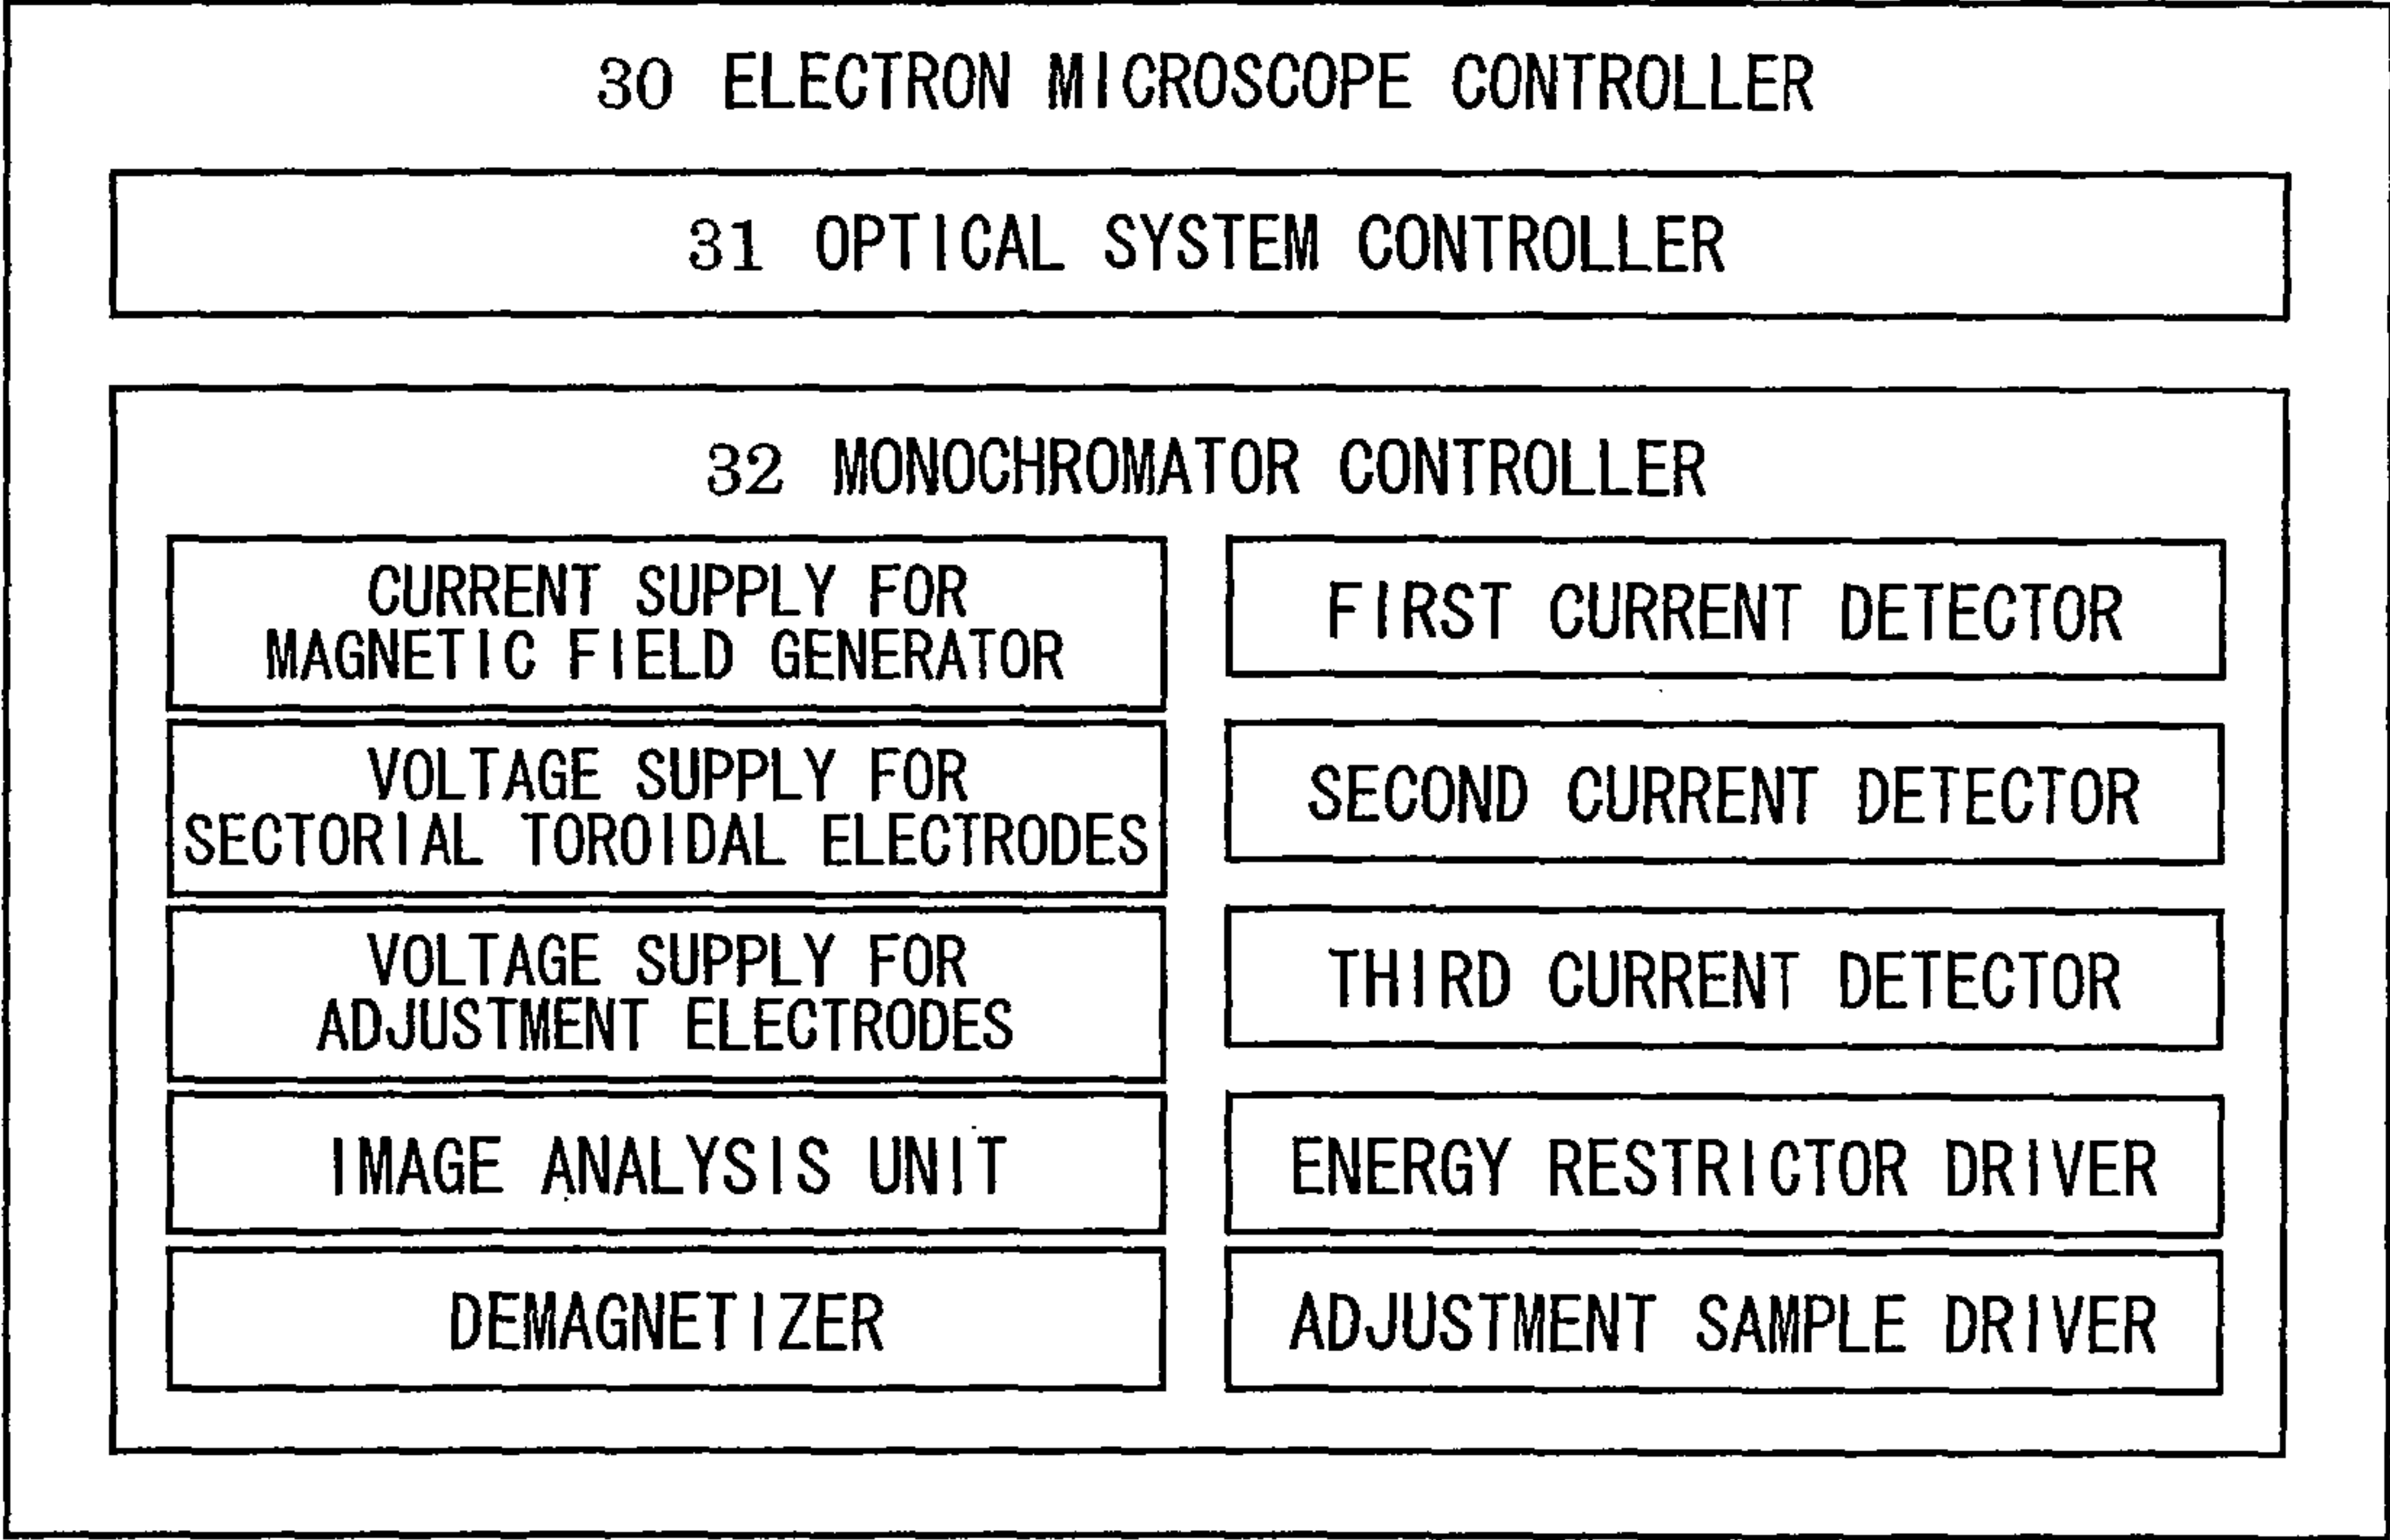 30 ELECTRON MICROSCOPE CONTROLLER
31 OPTICAL SYSTEM CONTROLLER
32 MONOCHROMATOR CONTROLLER
CURRENT SUPPLY FOR
MAGNETIC FIELD GENERATOR
VOLTAGE SUPPLY FOR
SECTORIAL TOROIDAL ELECTRODES
VOLTAGE SUPPLY FOR
ADJUSTMENT ELECTRODES
IMAGE ANALYSIS UNIT
DEMAGNETIZER
FIRST CURRENT DETECTOR
SECOND CURRENT DETECTOR
THIRD CURRENT DETECTOR
ENERGY RESTRICTOR DRIVER
ADJUSTMENT SAMPLE DRIVER